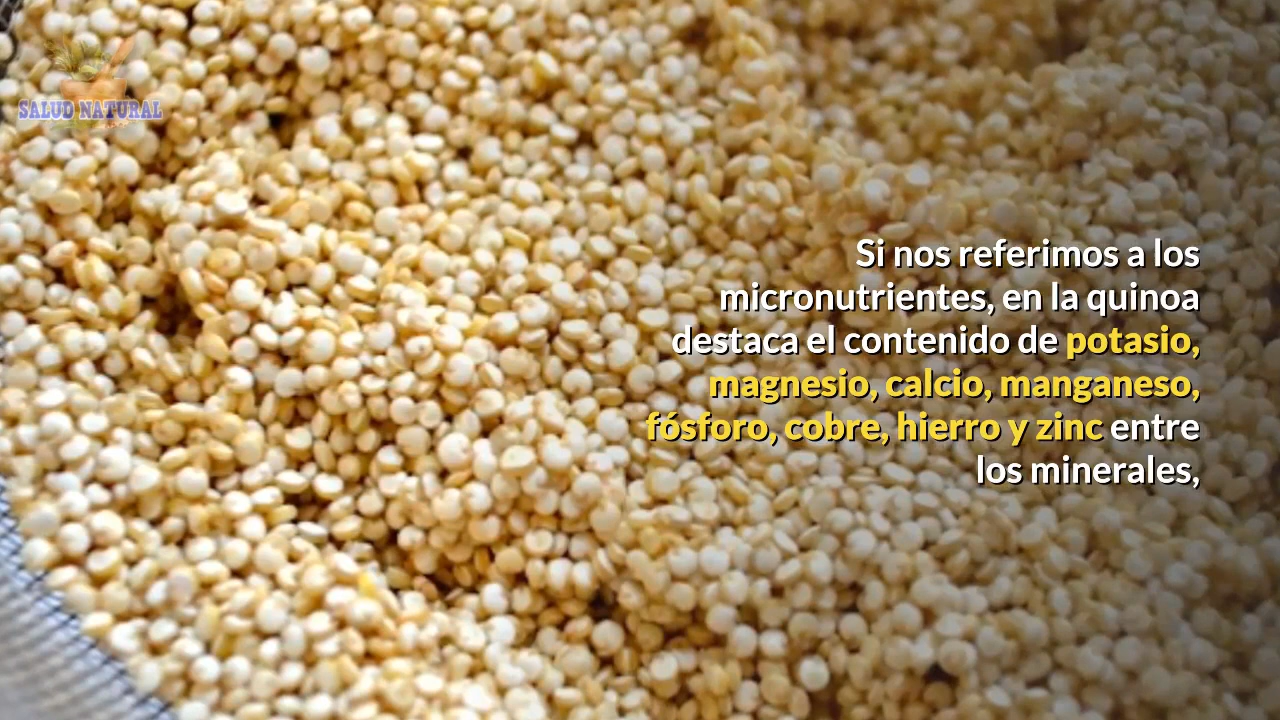 SALUD NATURAL
Si nos referimos a los
micronutrientes, en la quinoa
destaca el contenido de potasio,
magnesio, calcio, manganeso,
fósforo, cobre, hierro y zinc entre
los minerales,